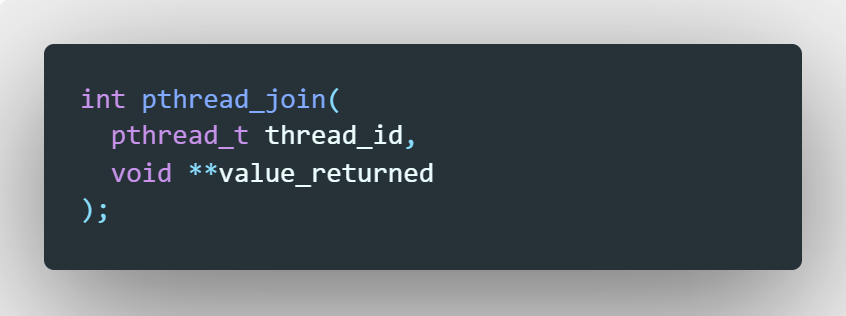 int pthread_join(
  pthread_t thread_id,
  void **value_returned
);